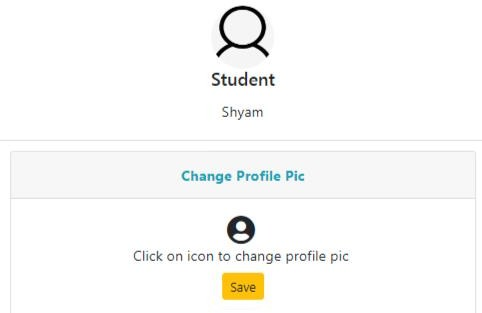 Student
Shyam
Change Profile Pic
Click on icon to change profile pic
Save